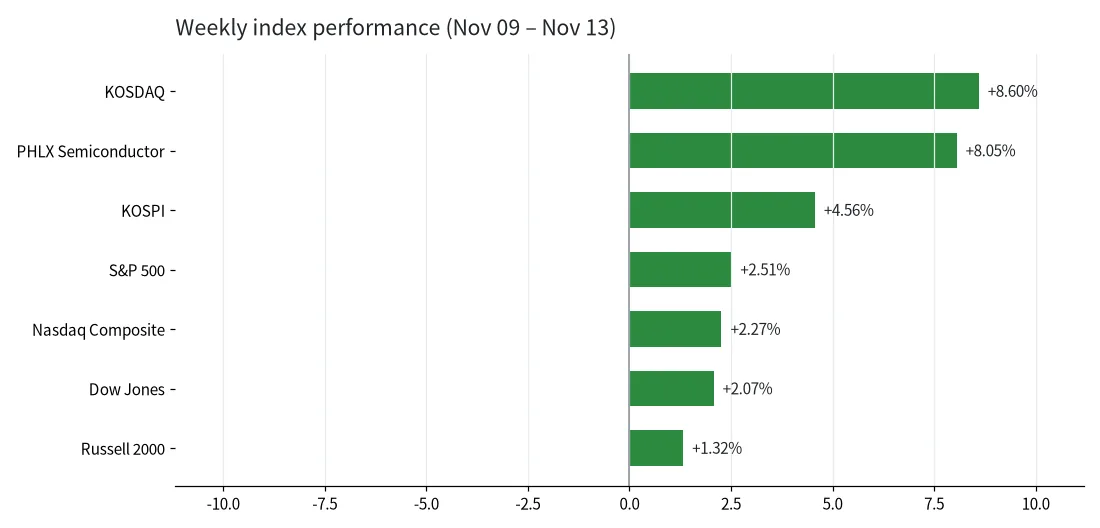 Weekly index performance (Nov 09 – Nov 13)
KOSDAQ
+8.60%
PHLX Semiconductor
+8.05%
KOSPI
+4.56%
S&P 500
+2.51%
Nasdaq Composite
+2.27%
Dow Jones
+2.07%
Russell 2000
+1.32%
-10.0 -7.5 -5.0 -2.5 0.0 2.5 5.0 7.5 10.0